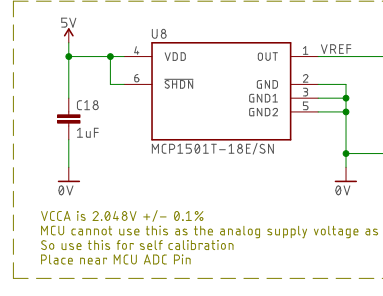 5V
U8
4 VDD OUT 1 VREF
6 SHDN GND 2
GND1 3
GND2 5
C18
1uF
MCP1501T-18E/SN
0V 0V
VCCA is 2.048V +/- 0.1%
MCU cannot use this as the analog supply voltage as
So use this for self calibration
Place near MCU ADC Pin